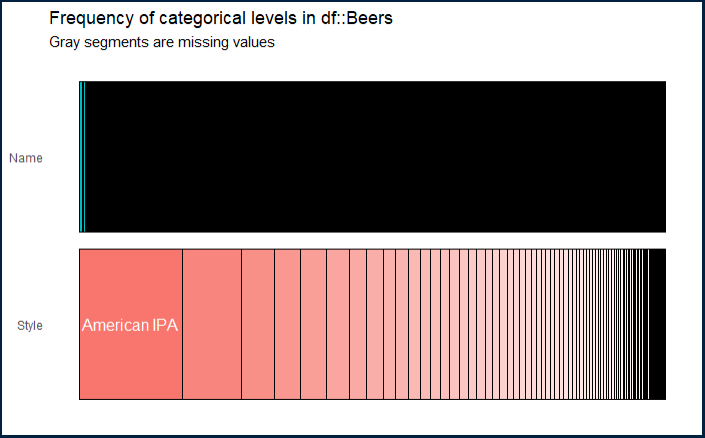 Frequency of categorical levels in df::Beers
Gray segments are missing values
Name
Style
American IPA